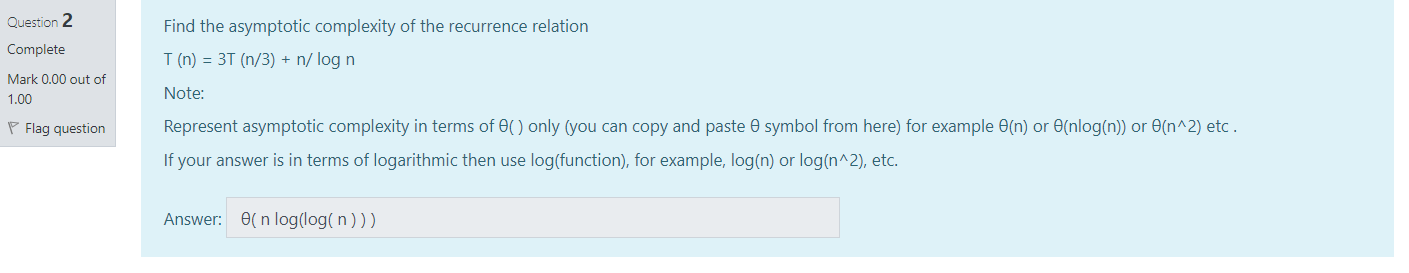 Question 2
Complete
Mark 0.00 out of
1.00
Flag question
Find the asymptotic complexity of the recurrence relation
T (n) = 3T (n/3) + n/ log n
Note:
Represent asymptotic complexity in terms of θ( ) only (you can copy and paste θ symbol from here) for example θ(n) or θ(nlog(n)) or θ(n^2) etc .
If your answer is in terms of logarithmic then use log(function), for example, log(n) or log(n^2), etc.
Answer: θ( n log(log( n ) ) )